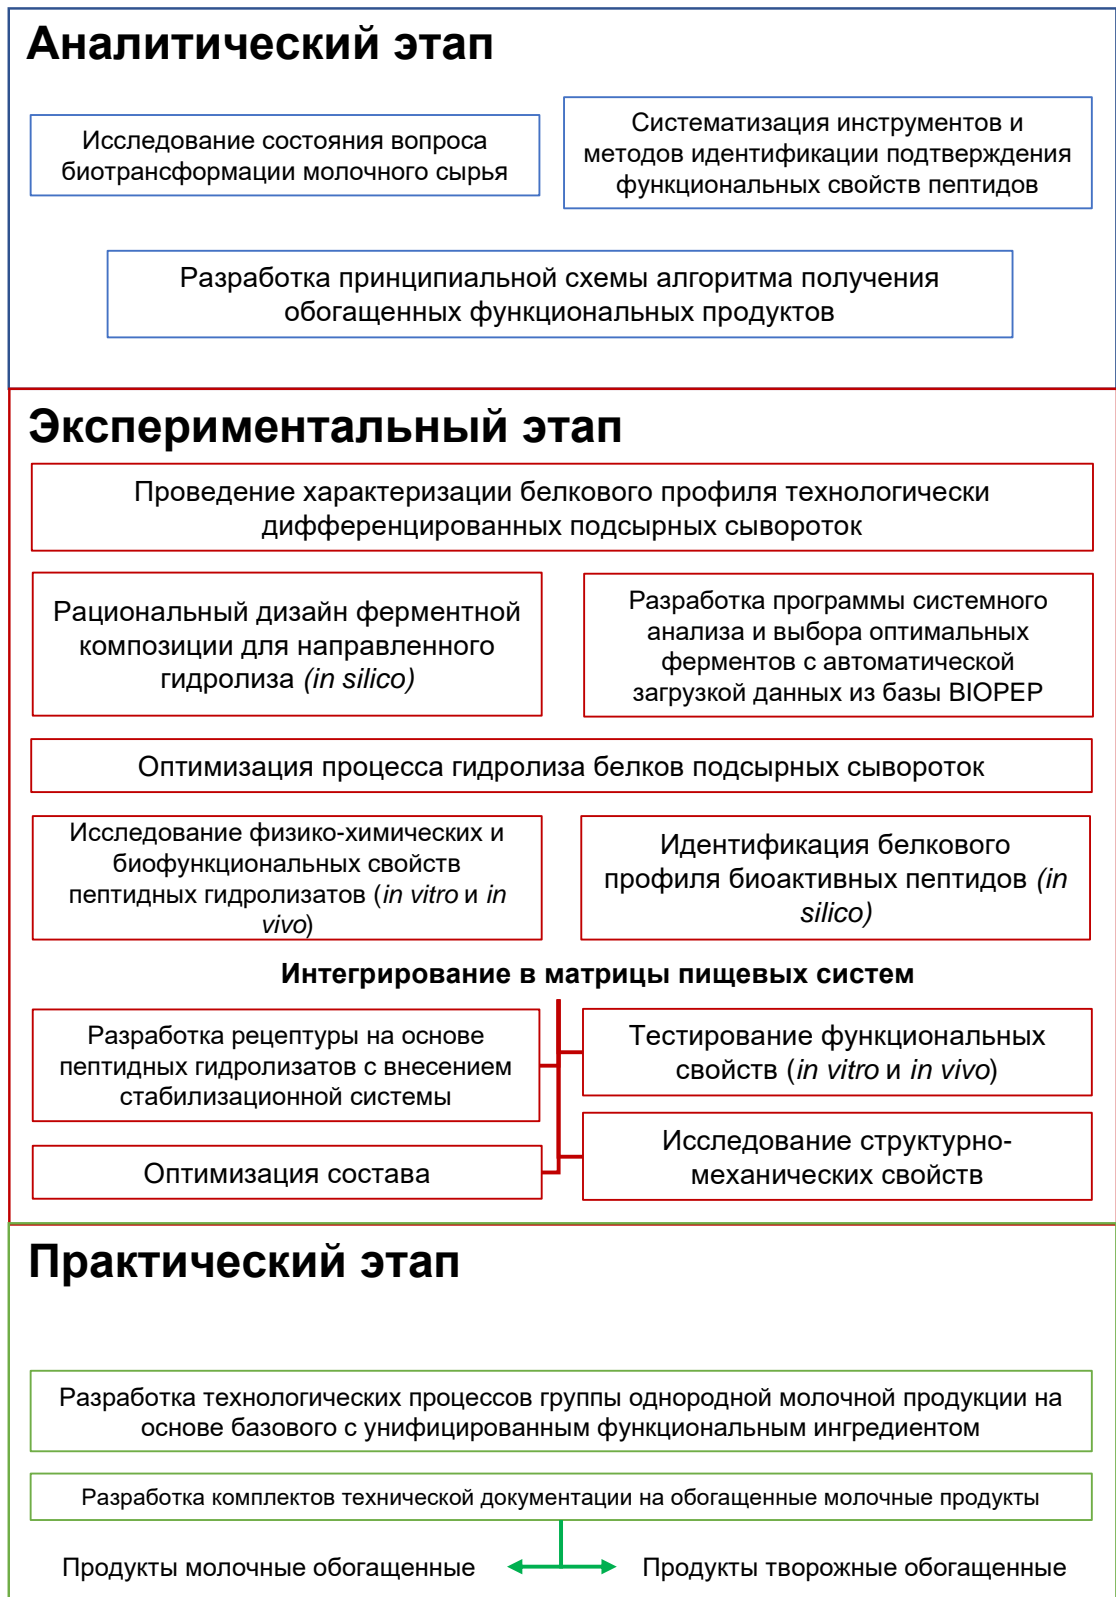 Аналитический этап
Исследование состояния вопроса
биотрансформации молочного сырья
Систематизация инструментов и
методов идентификации подтверждения
функциональных свойств пептидов
Разработка принципиальной схемы алгоритма получения
обогащенных функциональных продуктов
Экспериментальный этап
Проведение характеризации белкового профиля технологически
дифференцированных подсырных сывороток
Рациональный дизайн ферментной
композиции для направленного
гидролиза (in silico)
Разработка программы системного
анализа и выбора оптимальных
ферментов с автоматической
загрузкой данных из базы BIOPEP
Оптимизация процесса гидролиза белков подсырных сывороток
Исследование физико-химических и
биофункциональных свойств
пептидных гидролизатов (in vitro и in
vivo)
Идентификация белкового
профиля биоактивных пептидов (in
silico)
Интегрирование в матрицы пищевых систем
Разработка рецептуры на основе
пептидных гидролизатов с внесением
стабилизационной системы
Тестирование функциональных
свойств (in vitro и in vivo)
Оптимизация состава
Исследование структурно-
механических свойств
Практический этап
Разработка технологических процессов группы однородной молочной продукции на
основе базового с унифицированным функциональным ингредиентом
Разработка комплектов технической документации на обогащенные молочные продукты
Продукты молочные обогащенные
Продукты творожные обогащенные